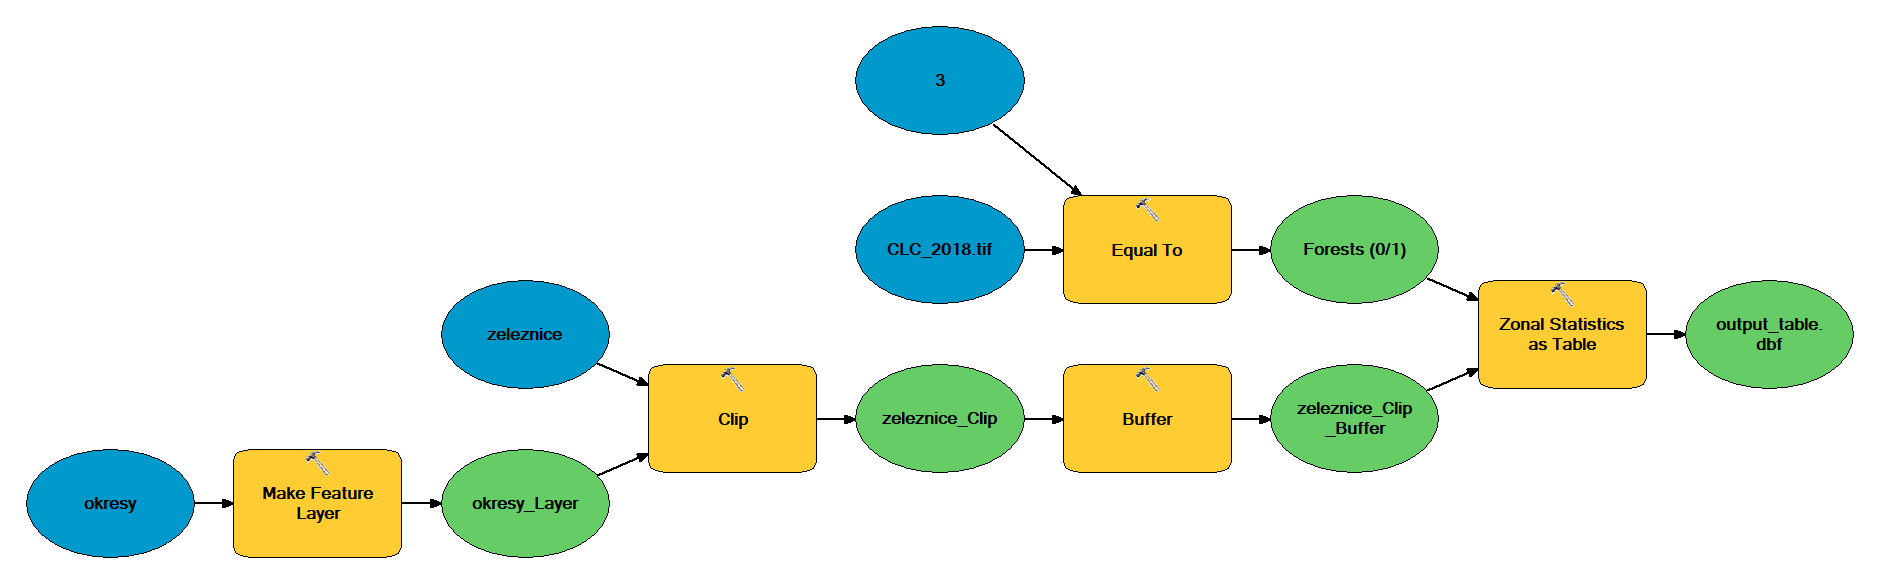 3
CLC_2018.tif
Equal To
Forests (0/1)
zeleznice
Zonal Statistics
as Table
output_table.
dbf
Clip
zeleznice_Clip
Buffer
zeleznice_Clip
_Buffer
okresy
Make Feature
Layer
okresy_Layer